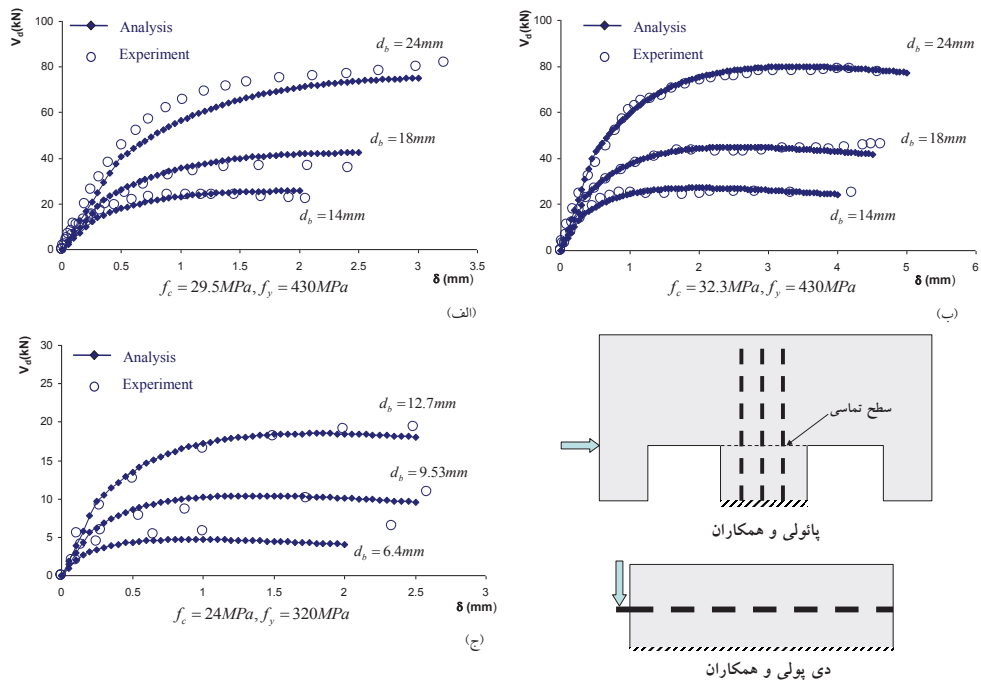 V_d(kN)
100
80
60
40
20
0
Analysis
Experiment
d_b = 24mm
d_b = 18mm
d_b = 14mm
0 0.5 1 1.5 2 2.5 3 3.5
δ (mm)
f_c = 29.5MPa, f_y = 430MPa
(الف)
V_d(kN)
100
80
60
40
20
0
Analysis
Experiment
d_b = 24mm
d_b = 18mm
d_b = 14mm
0 1 2 3 4 5 6
δ (mm)
f_c = 32.3MPa, f_y = 430MPa
(ب)
V_d(kN)
30
25
20
15
10
5
0
Analysis
Experiment
d_b = 12.7mm
d_b = 9.53mm
d_b = 6.4mm
0 0.5 1 1.5 2 2.5 3
δ (mm)
f_c = 24MPa, f_y = 320MPa
(ج)
سطح تماسی
پائولی و همکاران
دی پولی و همکاران